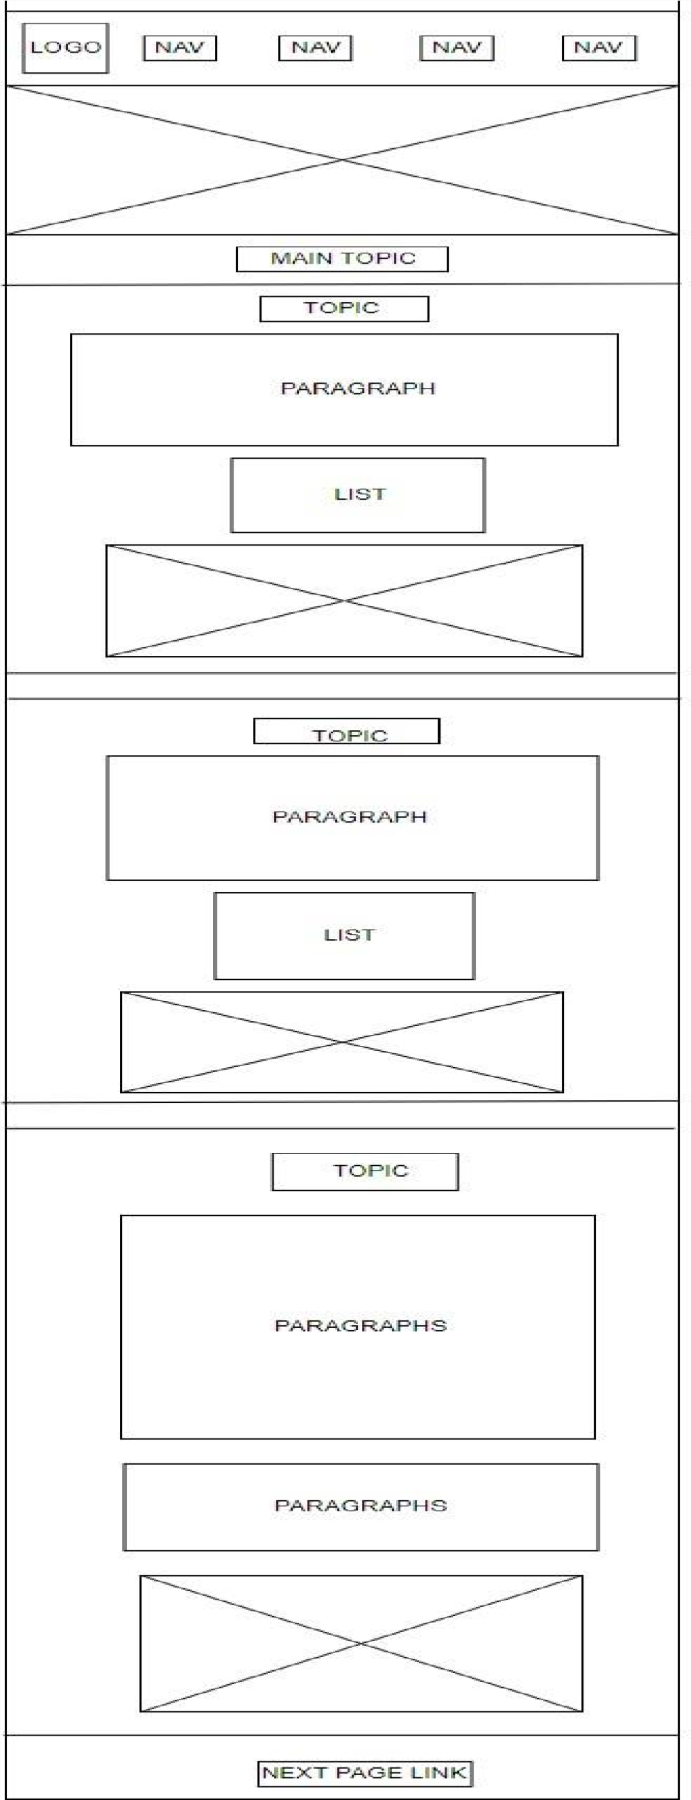 LOGO NAV NAV NAV NAV
MAIN TOPIC
TOPIC
PARAGRAPH
LIST
TOPIC
PARAGRAPH
LIST
TOPIC
PARAGRAPHS
PARAGRAPHS
NEXT PAGE LINK